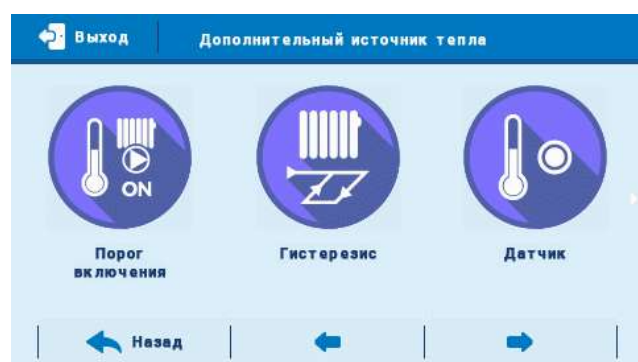 Выход
Дополнительный источник тепла
ON
Порог
включения
Гистерезис
Датчик
Назад